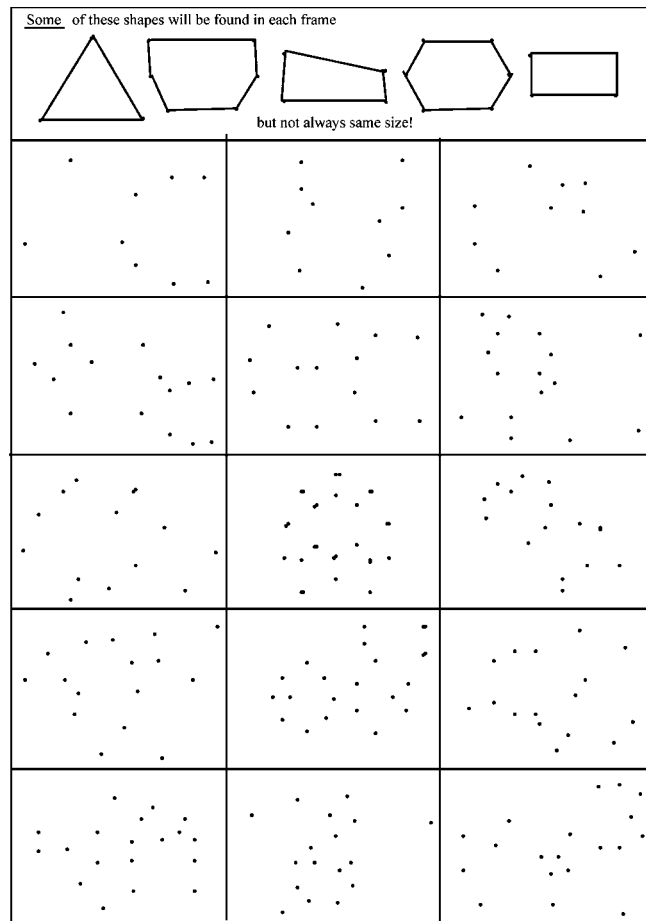 Some of these shapes will be found in each frame
but not always same size!